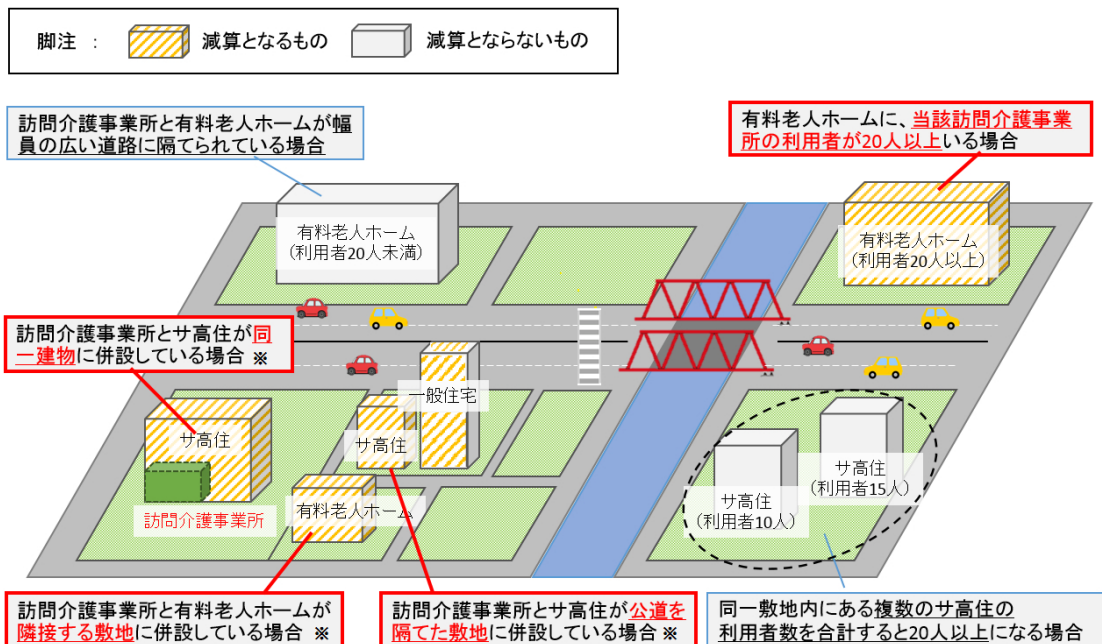 脚注 ： 減算となるもの 減算とならないもの
訪問介護事業所と有料老人ホームが幅
員の広い道路に隔てられている場合
有料老人ホームに、当該訪問介護事業
所の利用者が20人以上いる場合
有料老人ホーム
(利用者20人未満)
有料老人ホーム
(利用者20人以上)
訪問介護事業所とサ高住が同
一建物に併設している場合 ※
一般住宅
サ高住
サ高住
訪問介護事業所
有料老人ホーム
サ高住
(利用者15人)
サ高住
(利用者10人)
訪問介護事業所と有料老人ホームが
隣接する敷地に併設している場合 ※
訪問介護事業所とサ高住が公道を
隔てた敷地に併設している場合 ※
同一敷地内にある複数のサ高住の
利用者数を合計すると20人以上になる場合